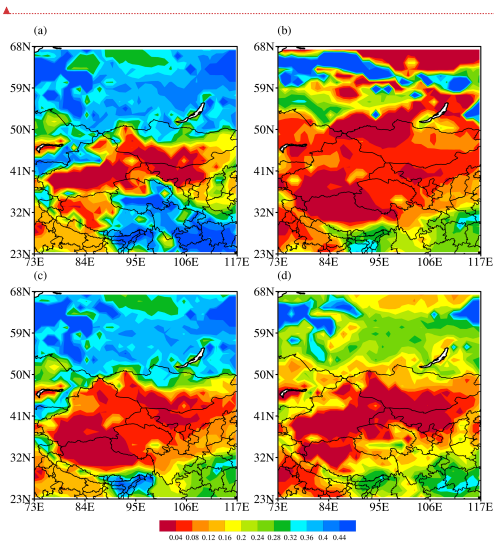 (a) (b)
68N 68N
59N 59N
50N 50N
41N 41N
32N 32N
23N 23N
73E 84E 95E 106E 117E 73E 84E 95E 106E 117E
(c) (d)
68N 68N
59N 59N
50N 50N
41N 41N
32N 32N
23N 23N
73E 84E 95E 106E 117E 73E 84E 95E 106E 117E
0.04 0.08 0.12 0.16 0.2 0.24 0.28 0.32 0.36 0.4 0.44